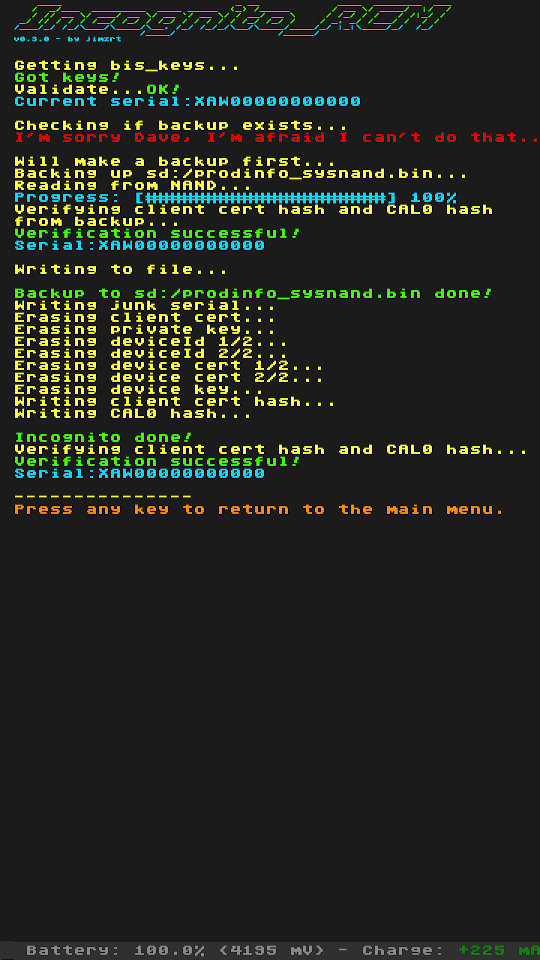 Incognito_RCM
v0.3.0 - by jimzrt
Getting bis_keys...
Got keys!
Validate...OK!
Current serial:XAW00000000000
Checking if backup exists...
I'm sorry Dave, I'm afraid I can't do that..
Will make a backup first...
Backing up sd:/prodinfo_sysnand.bin...
Reading from NAND...
Progress: [##############################] 100%
Verifying client cert hash and CAL0 hash
from backup...
Verification successful!
Serial:XAW00000000000
Writing to file...
Backup to sd:/prodinfo_sysnand.bin done!
Writing junk serial...
Erasing client cert...
Erasing private key...
Erasing deviceId 1/2...
Erasing deviceId 2/2...
Erasing device cert 1/2...
Erasing device cert 2/2...
Erasing device key...
Writing client cert hash...
Writing CAL0 hash...
Incognito done!
Verifying client cert hash and CAL0 hash...
Verification successful!
Serial:XAW00000000000
---------------
Press any key to return to the main menu.
Battery: 100.0% (4195 mV) - Charge: +225 mA